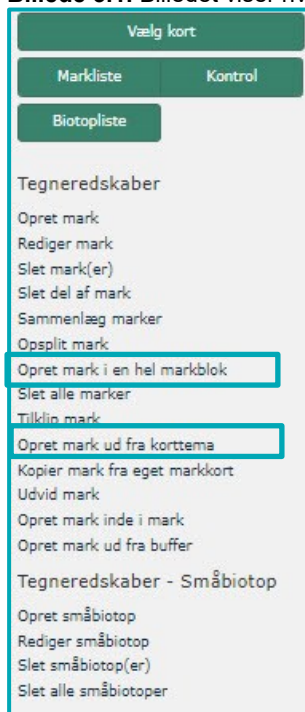 Vælg kort
Markliste Kontrol
Biotopliste
Tegneredskaber
Opret mark
Rediger mark
Slet mark(er)
Slet del af mark
Sammenlæg marker
Opsplit mark
Opret mark i en hel markblok
Slet alle marker
Tilklip mark
Opret mark ud fra korttema
Kopier mark fra eget markkort
Udvid mark
Opret mark inde i mark
Opret mark ud fra buffer
Tegneredskaber - Småbiotop
Opret småbiotop
Rediger småbiotop
Slet småbiotop(er)
Slet alle småbiotoper